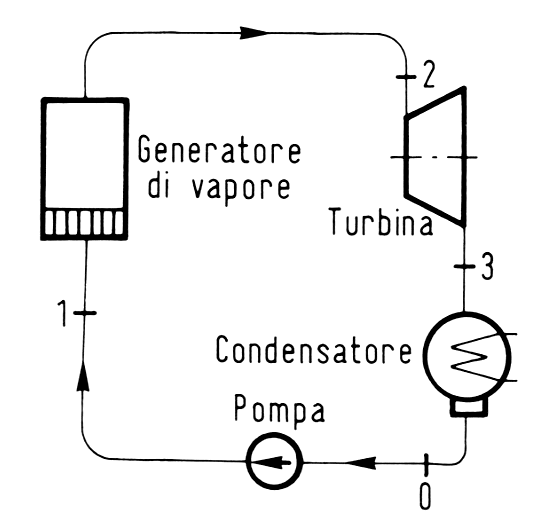 2
Generatore
di vapore
Turbina
3
1
Condensatore
Pompa
0